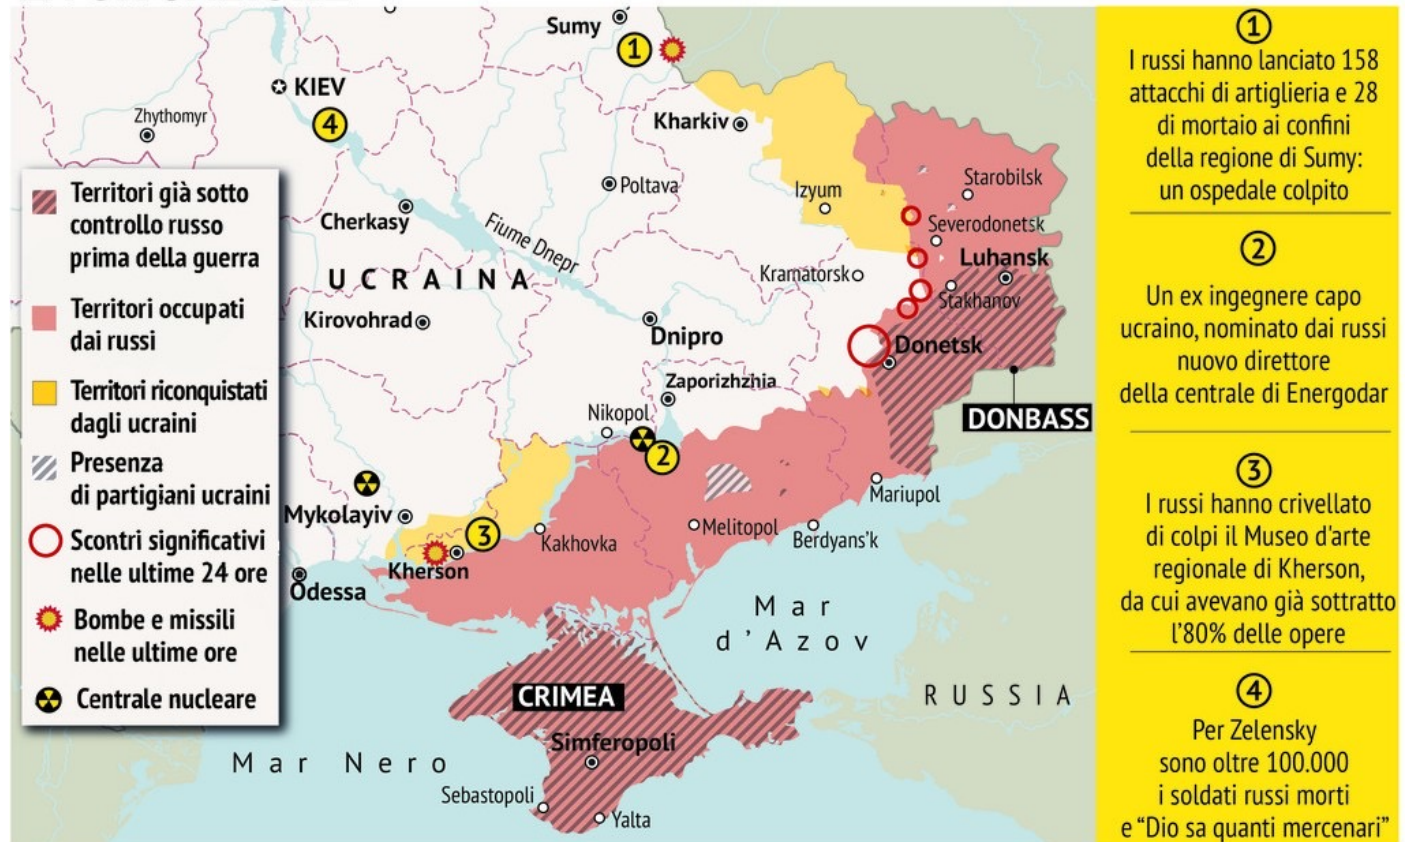 Sumy
1
KIEV
4
Zhythomyr
Kharkiv
Poltava
Izyum
Starobilsk
Severodonetsk
Cherkasy
Fiume Dnepr
Luhansk
UCRAINA
Kramatorsk
Stakhanov
Kirovohrad
Dnipro
Donetsk
Zaporizhzhia
Nikopol
DONBASS
2
Mykolayiv
Mariupol
3
Melitopol
Berdyans'k
Kakhovka
Kherson
Odessa
Mar
d'Azov
CRIMEA
RUSSIA
Simferopoli
Mar Nero
Sebastopoli
Yalta
Territori già sotto
controllo russo
prima della guerra
Territori occupati
dai russi
Territori riconquistati
dagli ucraini
Presenza
di partigiani ucraini
Scontri significativi
nelle ultime 24 ore
Bombe e missili
nelle ultime ore
Centrale nucleare
1
I russi hanno lanciato 158
attacchi di artiglieria e 28
di mortaio ai confini
della regione di Sumy:
un ospedale colpito
2
Un ex ingegnere capo
ucraino, nominato dai russi
nuovo direttore
della centrale di Energodar
3
I russi hanno crivellato
di colpi il Museo d'arte
regionale di Kherson,
da cui avevano già sottratto
l'80% delle opere
4
Per Zelensky
sono oltre 100.000
i soldati russi morti
e “Dio sa quanti mercenari”